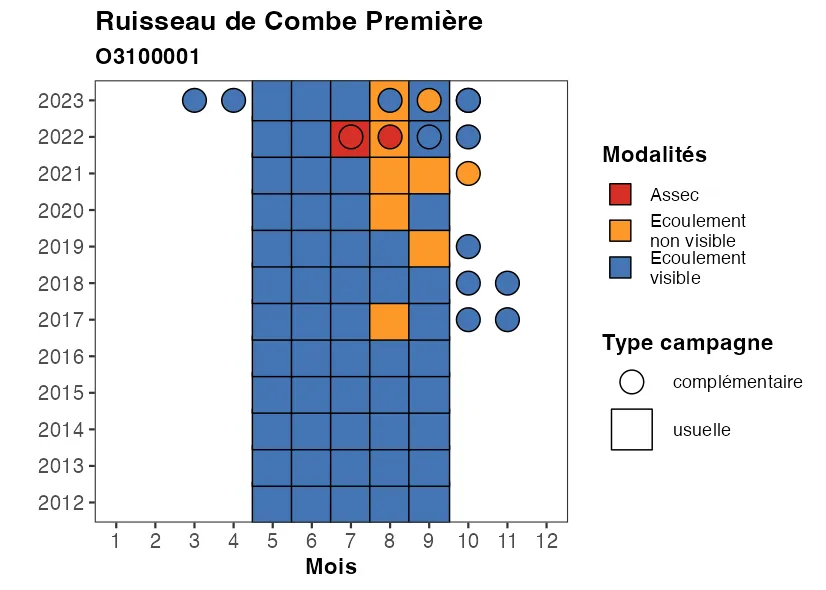 Ruisseau de Combe Première
O3100001
2023
2022
2021
2020
2019
2018
2017
2016
2015
2014
2013
2012
1 2 3 4 5 6 7 8 9 10 11 12
Mois
Modalités
Assec
Ecoulement
non visible
Ecoulement
visible
Type campagne
complémentaire
usuelle